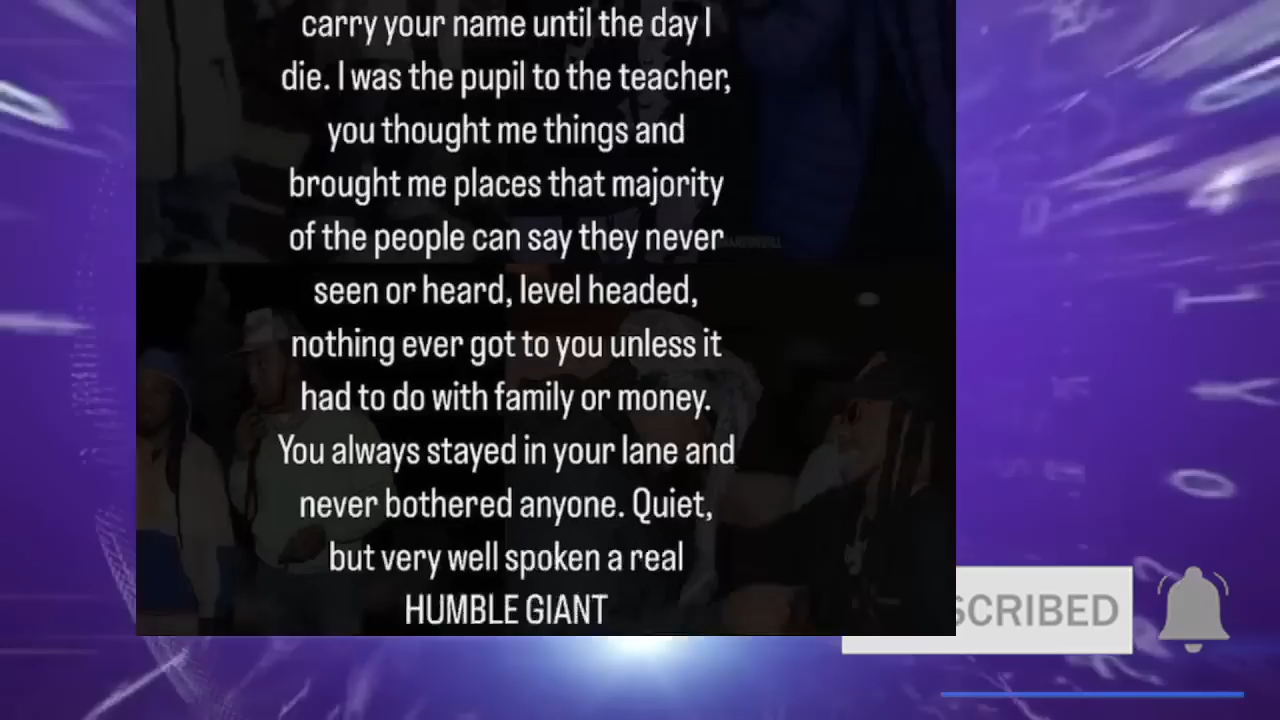 carry your name until the day I
die. I was the pupil to the teacher,
you thought me things and
brought me places that majority
of the people can say they never
seen or heard, level headed,
nothing ever got to you unless it
had to do with family or money.
You always stayed in your lane and
never bothered anyone. Quiet,
but very well spoken a real
HUMBLE GIANT
SCRIBED